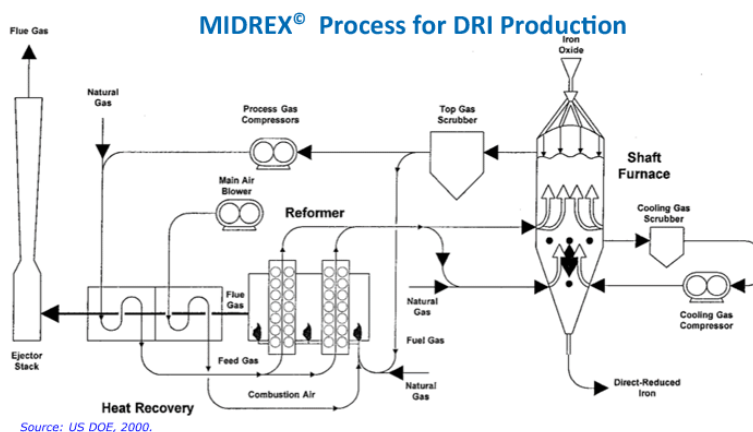 MIDREX© Process for DRI Production
Flue Gas
Iron
Oxide
Natural
Gas
Process Gas
Compressors
Top Gas
Scrubber
Shaft
Furnace
Main Air
Blower
Reformer
Cooling Gas
Scrubber
Flue
Gas
Natural
Gas
Cooling Gas
Compressor
Fuel Gas
Ejector
Stack
Feed Gas
Natural
Gas
Combustion Air
Direct-Reduced
Iron
Heat Recovery
Source: US DOE, 2000.